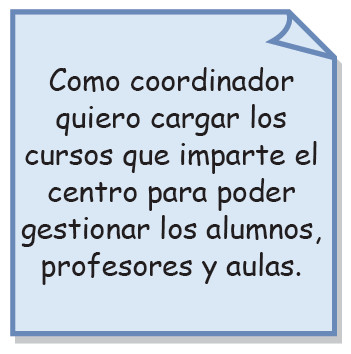 Como coordinador
quiero cargar los
cursos que imparte el
centro para poder
gestionar los alumnos,
profesores y aulas.